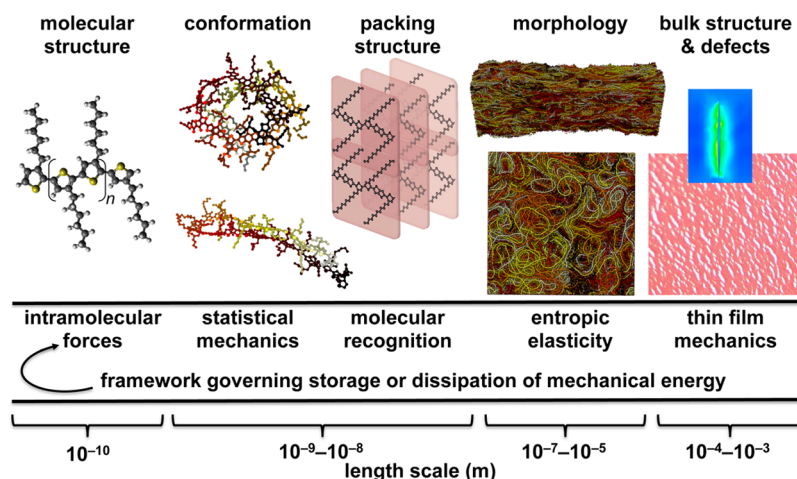 molecular
structure
conformation
packing
structure
morphology
bulk structure
& defects
n
intramolecular
forces
statistical
mechanics
molecular
recognition
entropic
elasticity
thin film
mechanics
framework governing storage or dissipation of mechanical energy
10⁻¹⁰
10⁻⁹–10⁻⁸
10⁻⁷–10⁻⁵
10⁻⁴–10⁻³
length scale (m)